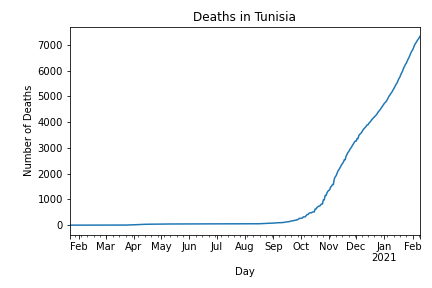 Deaths in Tunisia
7000
6000
5000
4000
3000
2000
1000
0
Number of Deaths
Feb Mar Apr May Jun Jul Aug Sep Oct Nov Dec Jan Feb
2021
Day